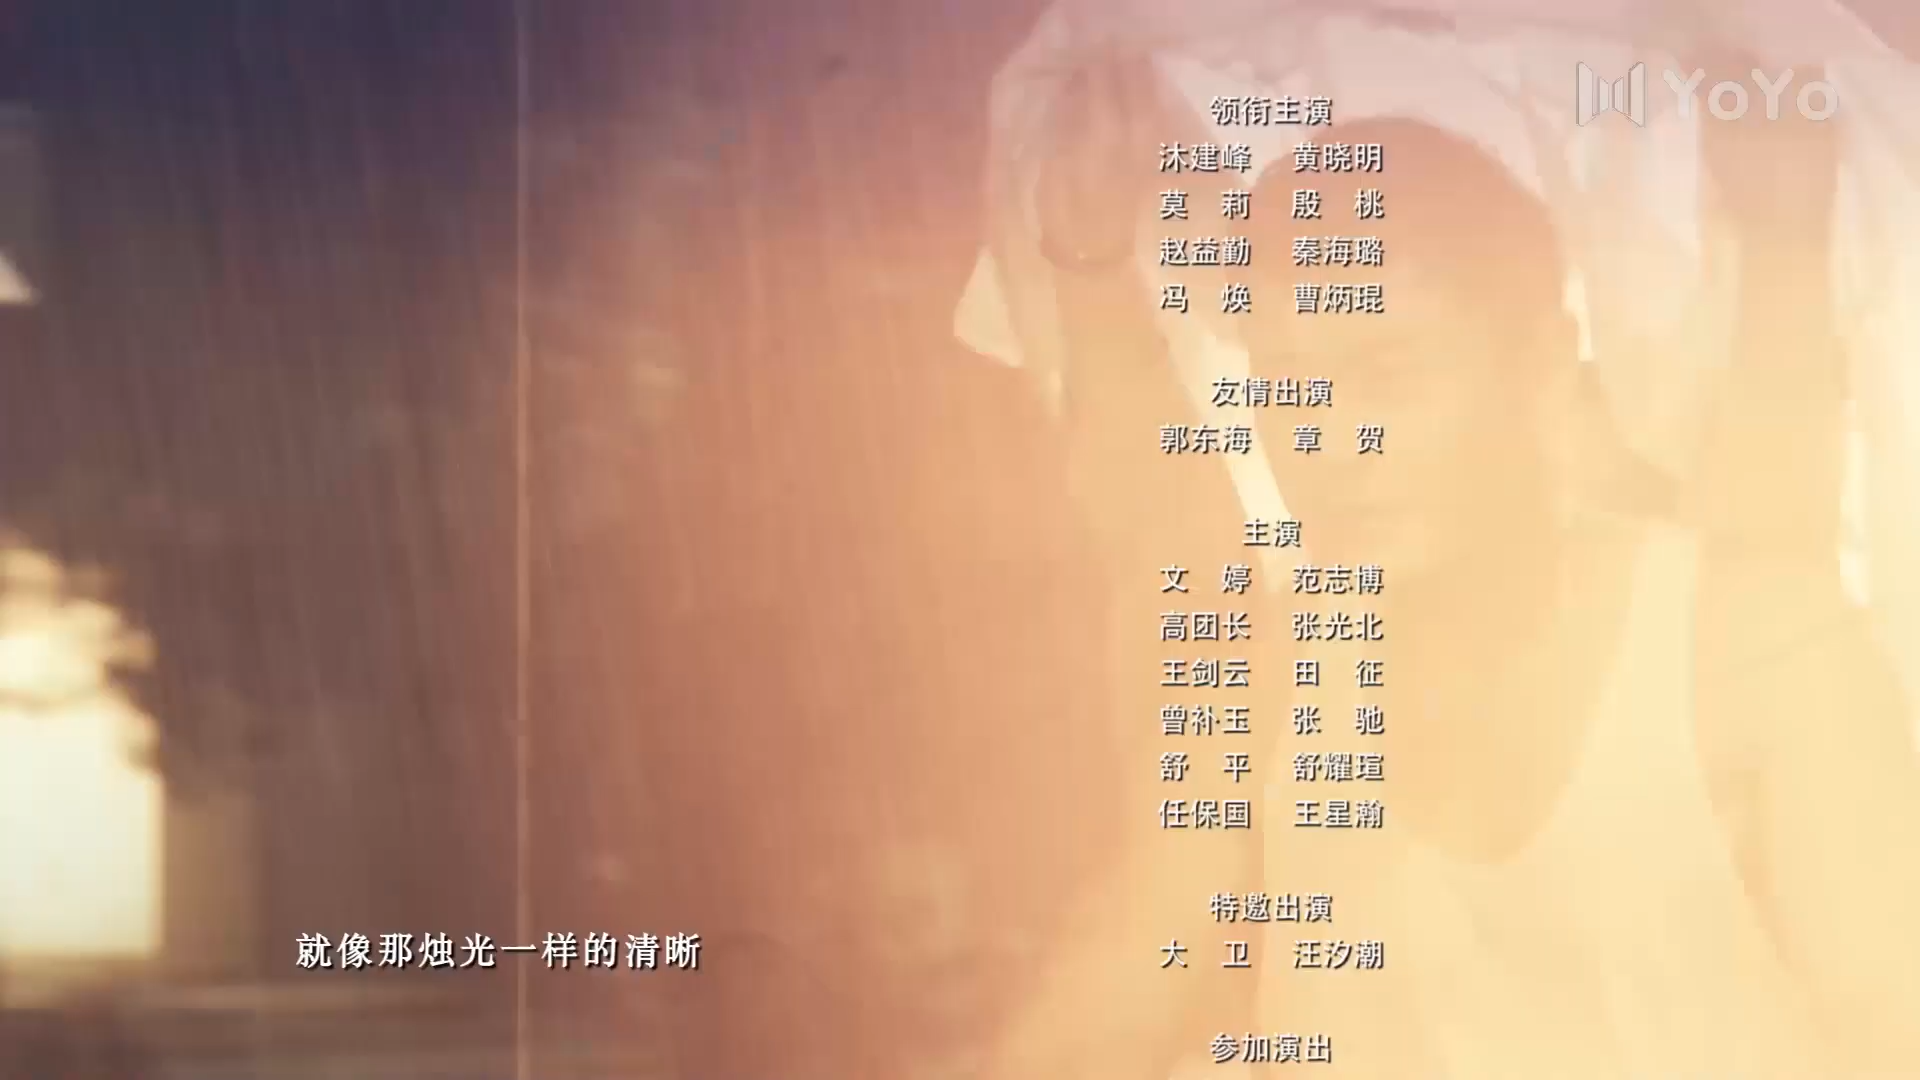 YoYo
领衔主演
沐建峰 黄晓明
莫 莉 殷 桃
赵益勤 秦海璐
冯 焕 曹炳琨
友情出演
郭东海 章 贺
主演
文 婷 范志博
高团长 张光北
王剑云 田 征
曾补玉 张 驰
舒 平 舒耀瑄
任保国 王星瀚
特邀出演
大 卫 汪汐潮
参加演出
就像那烛光一样的清晰